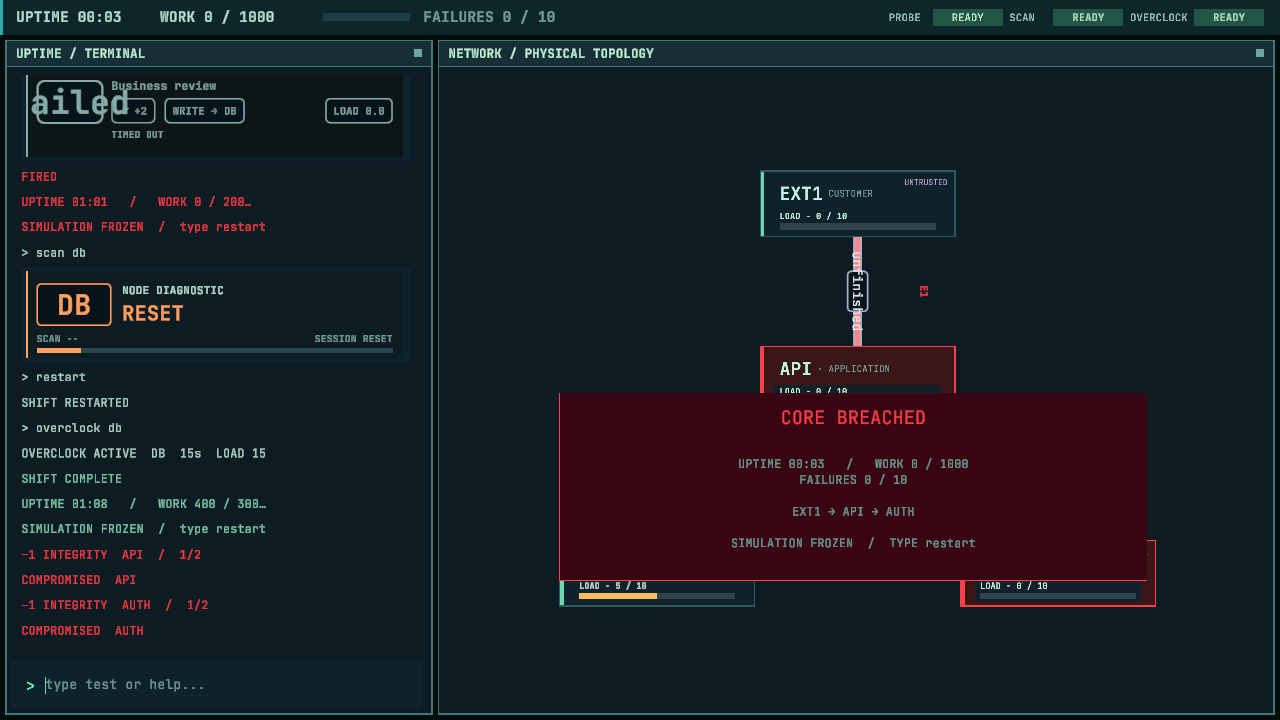 UPTIME 00:03 WORK 0 / 1000 FAILURES 0 / 10 PROBE READY SCAN READY OVERCLOCK READY
UPTIME / TERMINAL
ailed
Business review
+2 WRITE → DB LOAD 0.0
TIMED OUT
FIRED
UPTIME 01:01 / WORK 0 / 200…
SIMULATION FROZEN / type restart
> scan db
DB NODE DIAGNOSTIC
RESET
SCAN -- SESSION RESET
> restart
SHIFT RESTARTED
> overclock db
OVERCLOCK ACTIVE DB 15s LOAD 15
SHIFT COMPLETE
UPTIME 01:08 / WORK 400 / 300…
SIMULATION FROZEN / type restart
-1 INTEGRITY API / 1/2
COMPROMISED API
-1 INTEGRITY AUTH / 1/2
COMPROMISED AUTH
> type test or help...
NETWORK / PHYSICAL TOPOLOGY
UNTRUSTED
EXT1 CUSTOMER
LOAD - 0 / 10
unfinished
E1
API · APPLICATION
LOAD - 0 / 10
CORE BREACHED
UPTIME 00:03 / WORK 0 / 1000
FAILURES 0 / 10
EXT1 → API → AUTH
SIMULATION FROZEN / TYPE restart
LOAD - 5 / 10
LOAD - 0 / 10